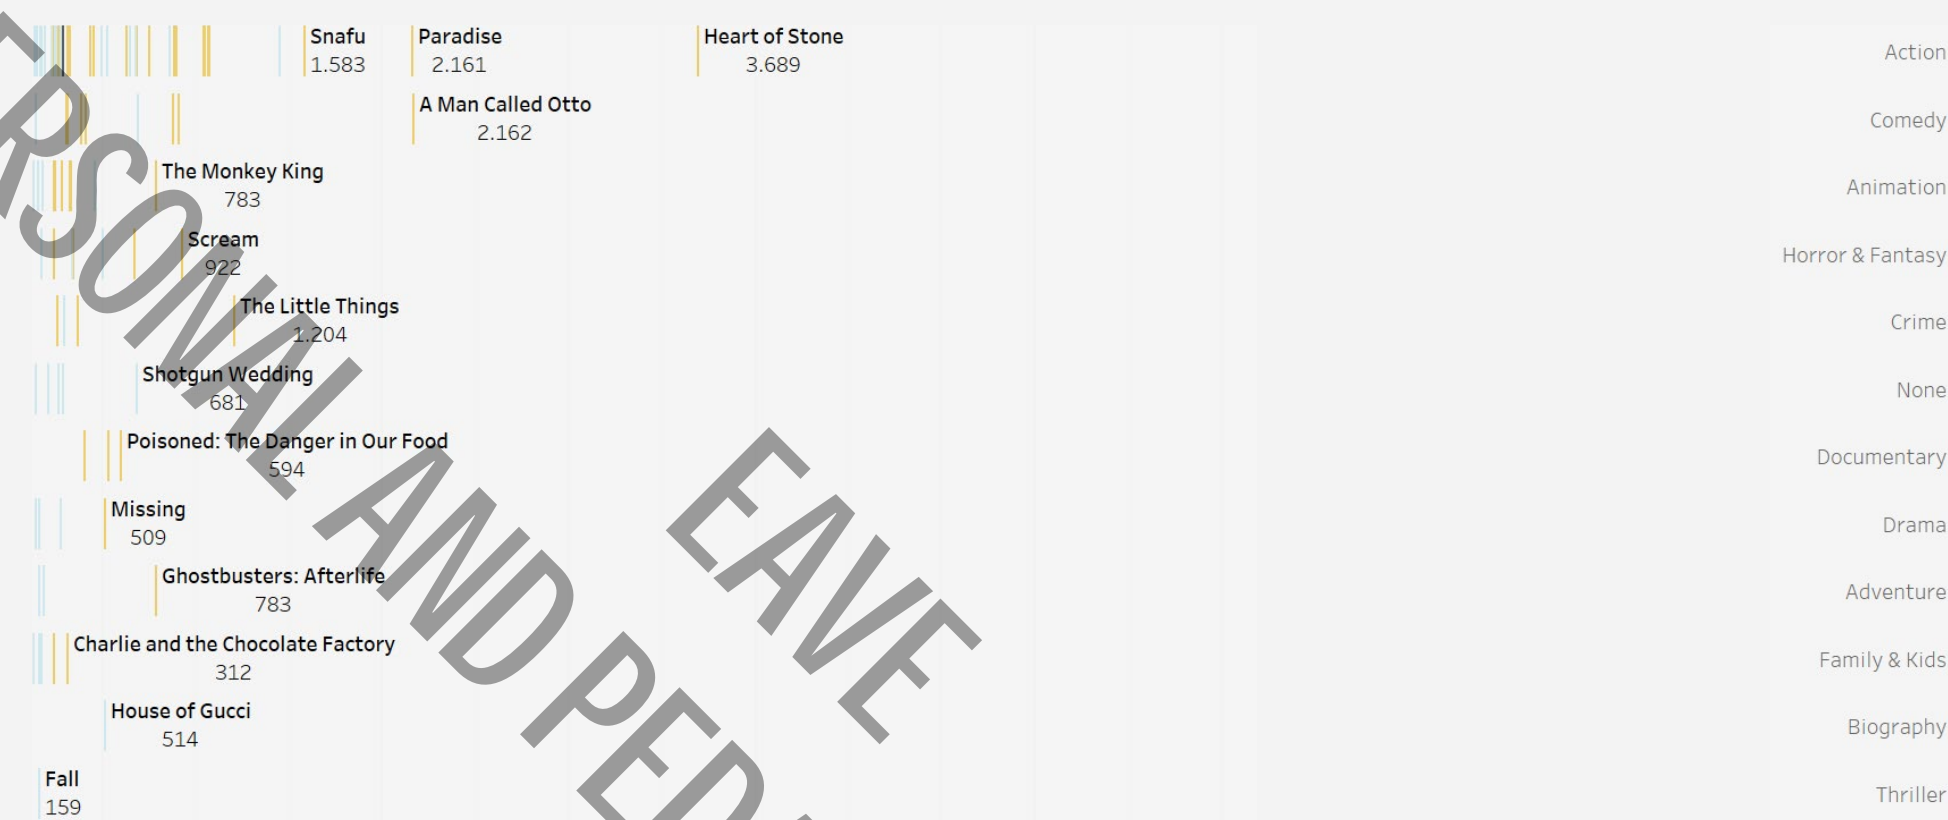 Snafu Paradise Heart of Stone Action
1.583 2.161 3.689
A Man Called Otto Comedy
2.162
The Monkey King Animation
783
Scream Horror & Fantasy
922
The Little Things Crime
1.204
Shotgun Wedding None
681
Poisoned: The Danger in Our Food Documentary
594
Missing Drama
509
Ghostbusters: Afterlife Adventure
783
Charlie and the Chocolate Factory Family & Kids
312
House of Gucci Biography
514
Fall Thriller
159
ERSONAL AND PED
EAVE